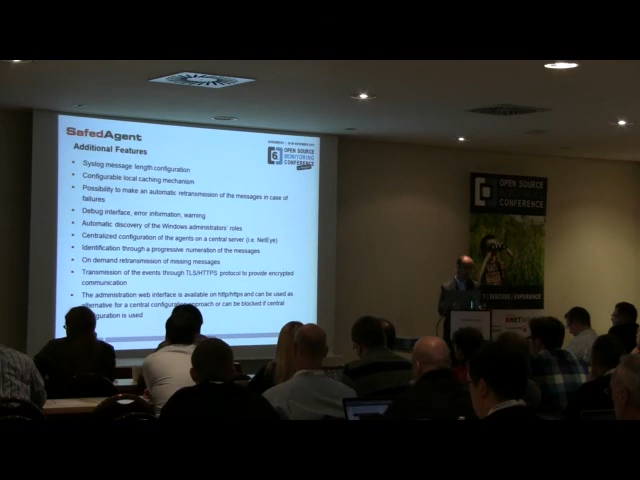 SafedAgent
Additional Features
6.
OPEN SOURCE
MONITORING
CONFERENCE
• Syslog message length configuration
• Configurable local caching mechanism
• Possibility to make an automatic retransmission of the messages in case of
failures
• Debug interface, error information, warning
• Automatic discovery of the Windows administrators' roles
• Centralized configuration of the agents on a central server (i.e. NetEye)
• Identification through a progressive numeration of the messages
• On demand retransmission of missing messages
• Transmission of the events through TLS/HTTPS protocol to provide encrypted
communication
• The administration web interface is available on http/https and can be used as
alternative for a central configuration approach or can be blocked if central
configuration is used
OPEN SOURCE
CONFERENCE
| DISCUSS | EXPERIENCE